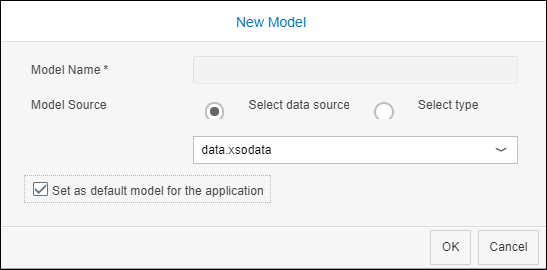 New Model
Model Name *
Model Source Select data source Select type
data.xsodata
Set as default model for the application
OK Cancel